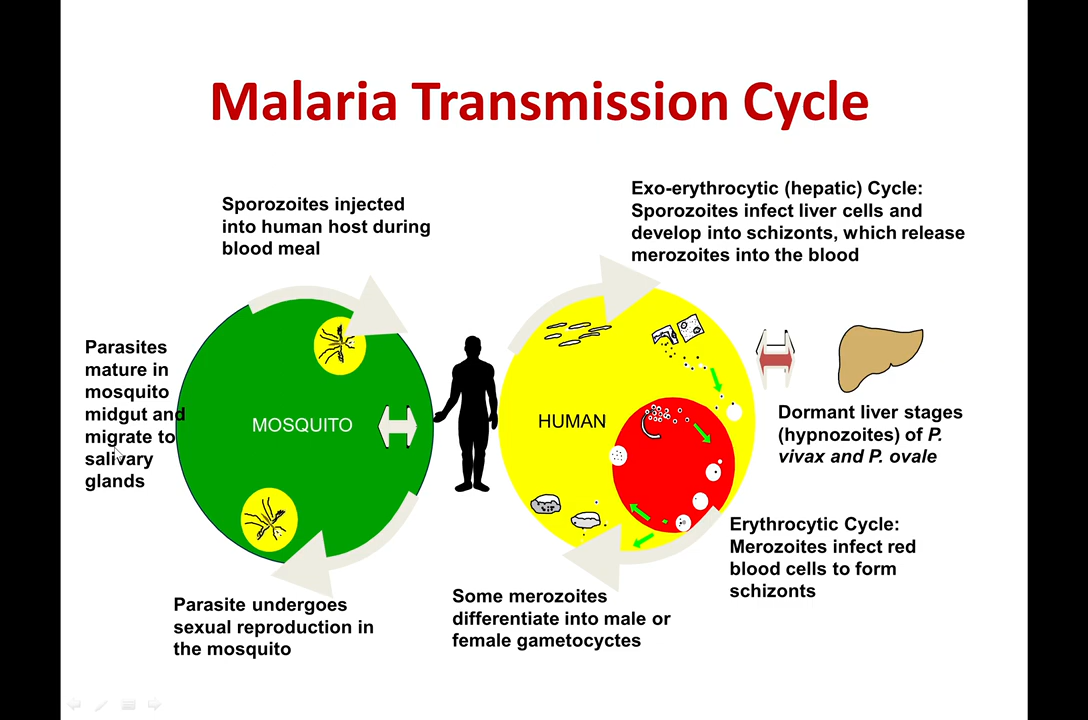 Malaria Transmission Cycle
Sporozoites injected
into human host during
blood meal
Exo-erythrocytic (hepatic) Cycle:
Sporozoites infect liver cells and
develop into schizonts, which release
merozoites into the blood
Parasites
mature in
mosquito
midgut and
migrate to
salivary
glands
MOSQUITO
HUMAN
Dormant liver stages
(hypnozoites) of P.
vivax and P. ovale
Erythrocytic Cycle:
Merozoites infect red
blood cells to form
schizonts
Some merozoites
differentiate into male or
female gametocyctes
Parasite undergoes
sexual reproduction in
the mosquito